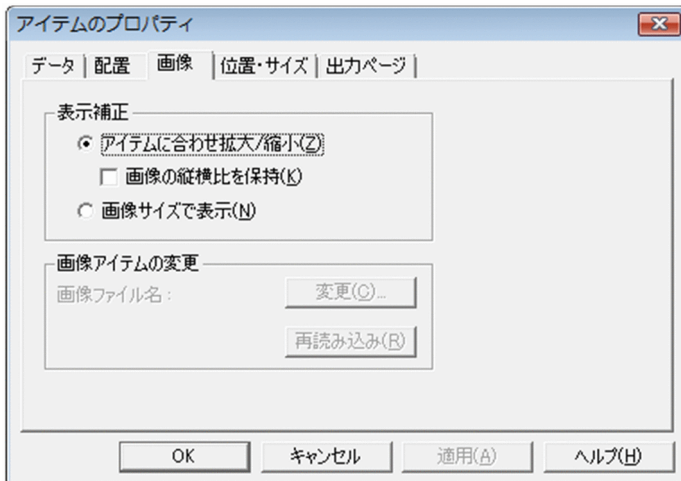 アイテムのプロパティ
データ 配置 画像 位置・サイズ 出力ページ
表示補正
アイテムに合わせ拡大/縮小(Z)
画像の縦横比を保持(K)
画像サイズで表示(N)
画像アイテムの変更
画像ファイル名: 変更(C)...
再読み込み(R)
OK キャンセル 適用(A) ヘルプ(H)